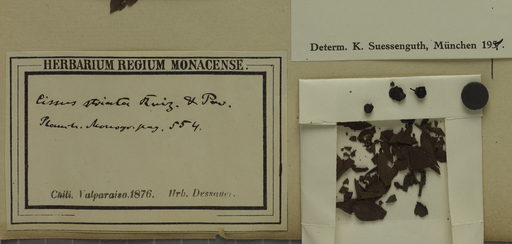 Determ. K. Suessenguth, München 19
HERBARIUM REGIUM MONACENSE.
Cissus striata Ruiz. & Pav.
Planch. Monogr. pag. 554.
Chili. Valparaiso. 1876. Hrb. Dessauer.